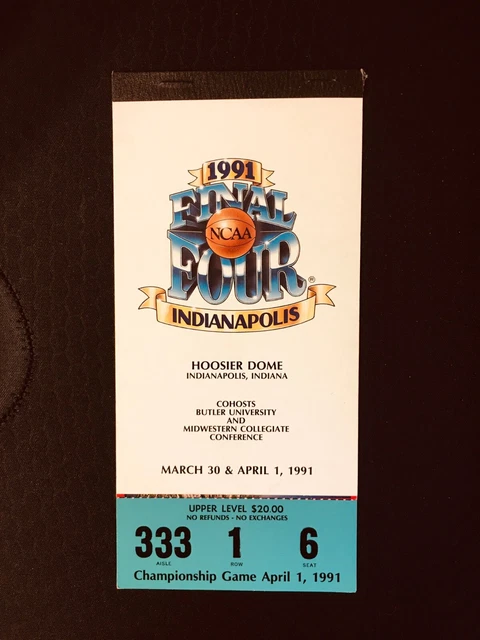 1991
FINAL
NCAA
FOUR®
INDIANAPOLIS
HOOSIER DOME
INDIANAPOLIS, INDIANA
COHOSTS
BUTLER UNIVERSITY
AND
MIDWESTERN COLLEGIATE
CONFERENCE
MARCH 30 & APRIL 1, 1991
UPPER LEVEL $20.00
NO REFUNDS - NO EXCHANGES
333 1 6
AISLE ROW SEAT
Championship Game April 1, 1991